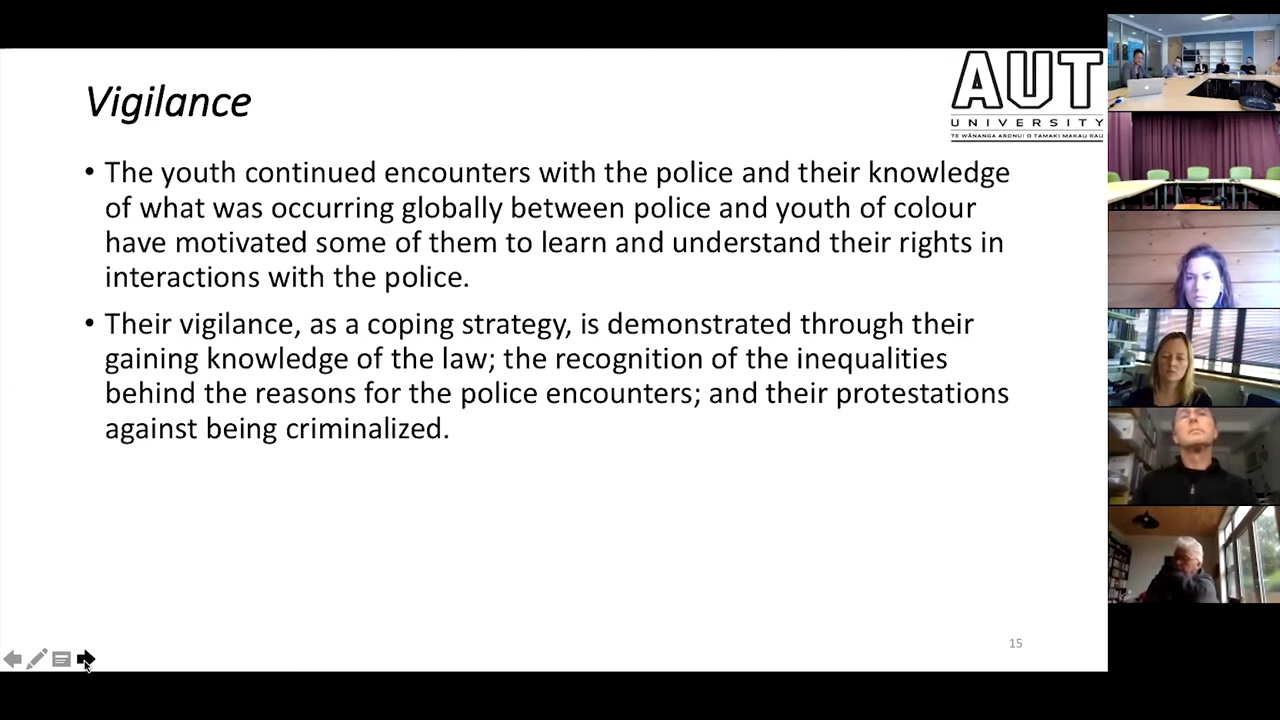 Vigilance
AUT
UNIVERSITY
TE WĀNANGA ARONUI O TAMAKI MAKAU RAU
• The youth continued encounters with the police and their knowledge
of what was occurring globally between police and youth of colour
have motivated some of them to learn and understand their rights in
interactions with the police.
• Their vigilance, as a coping strategy, is demonstrated through their
gaining knowledge of the law; the recognition of the inequalities
behind the reasons for the police encounters; and their protestations
against being criminalized.
15